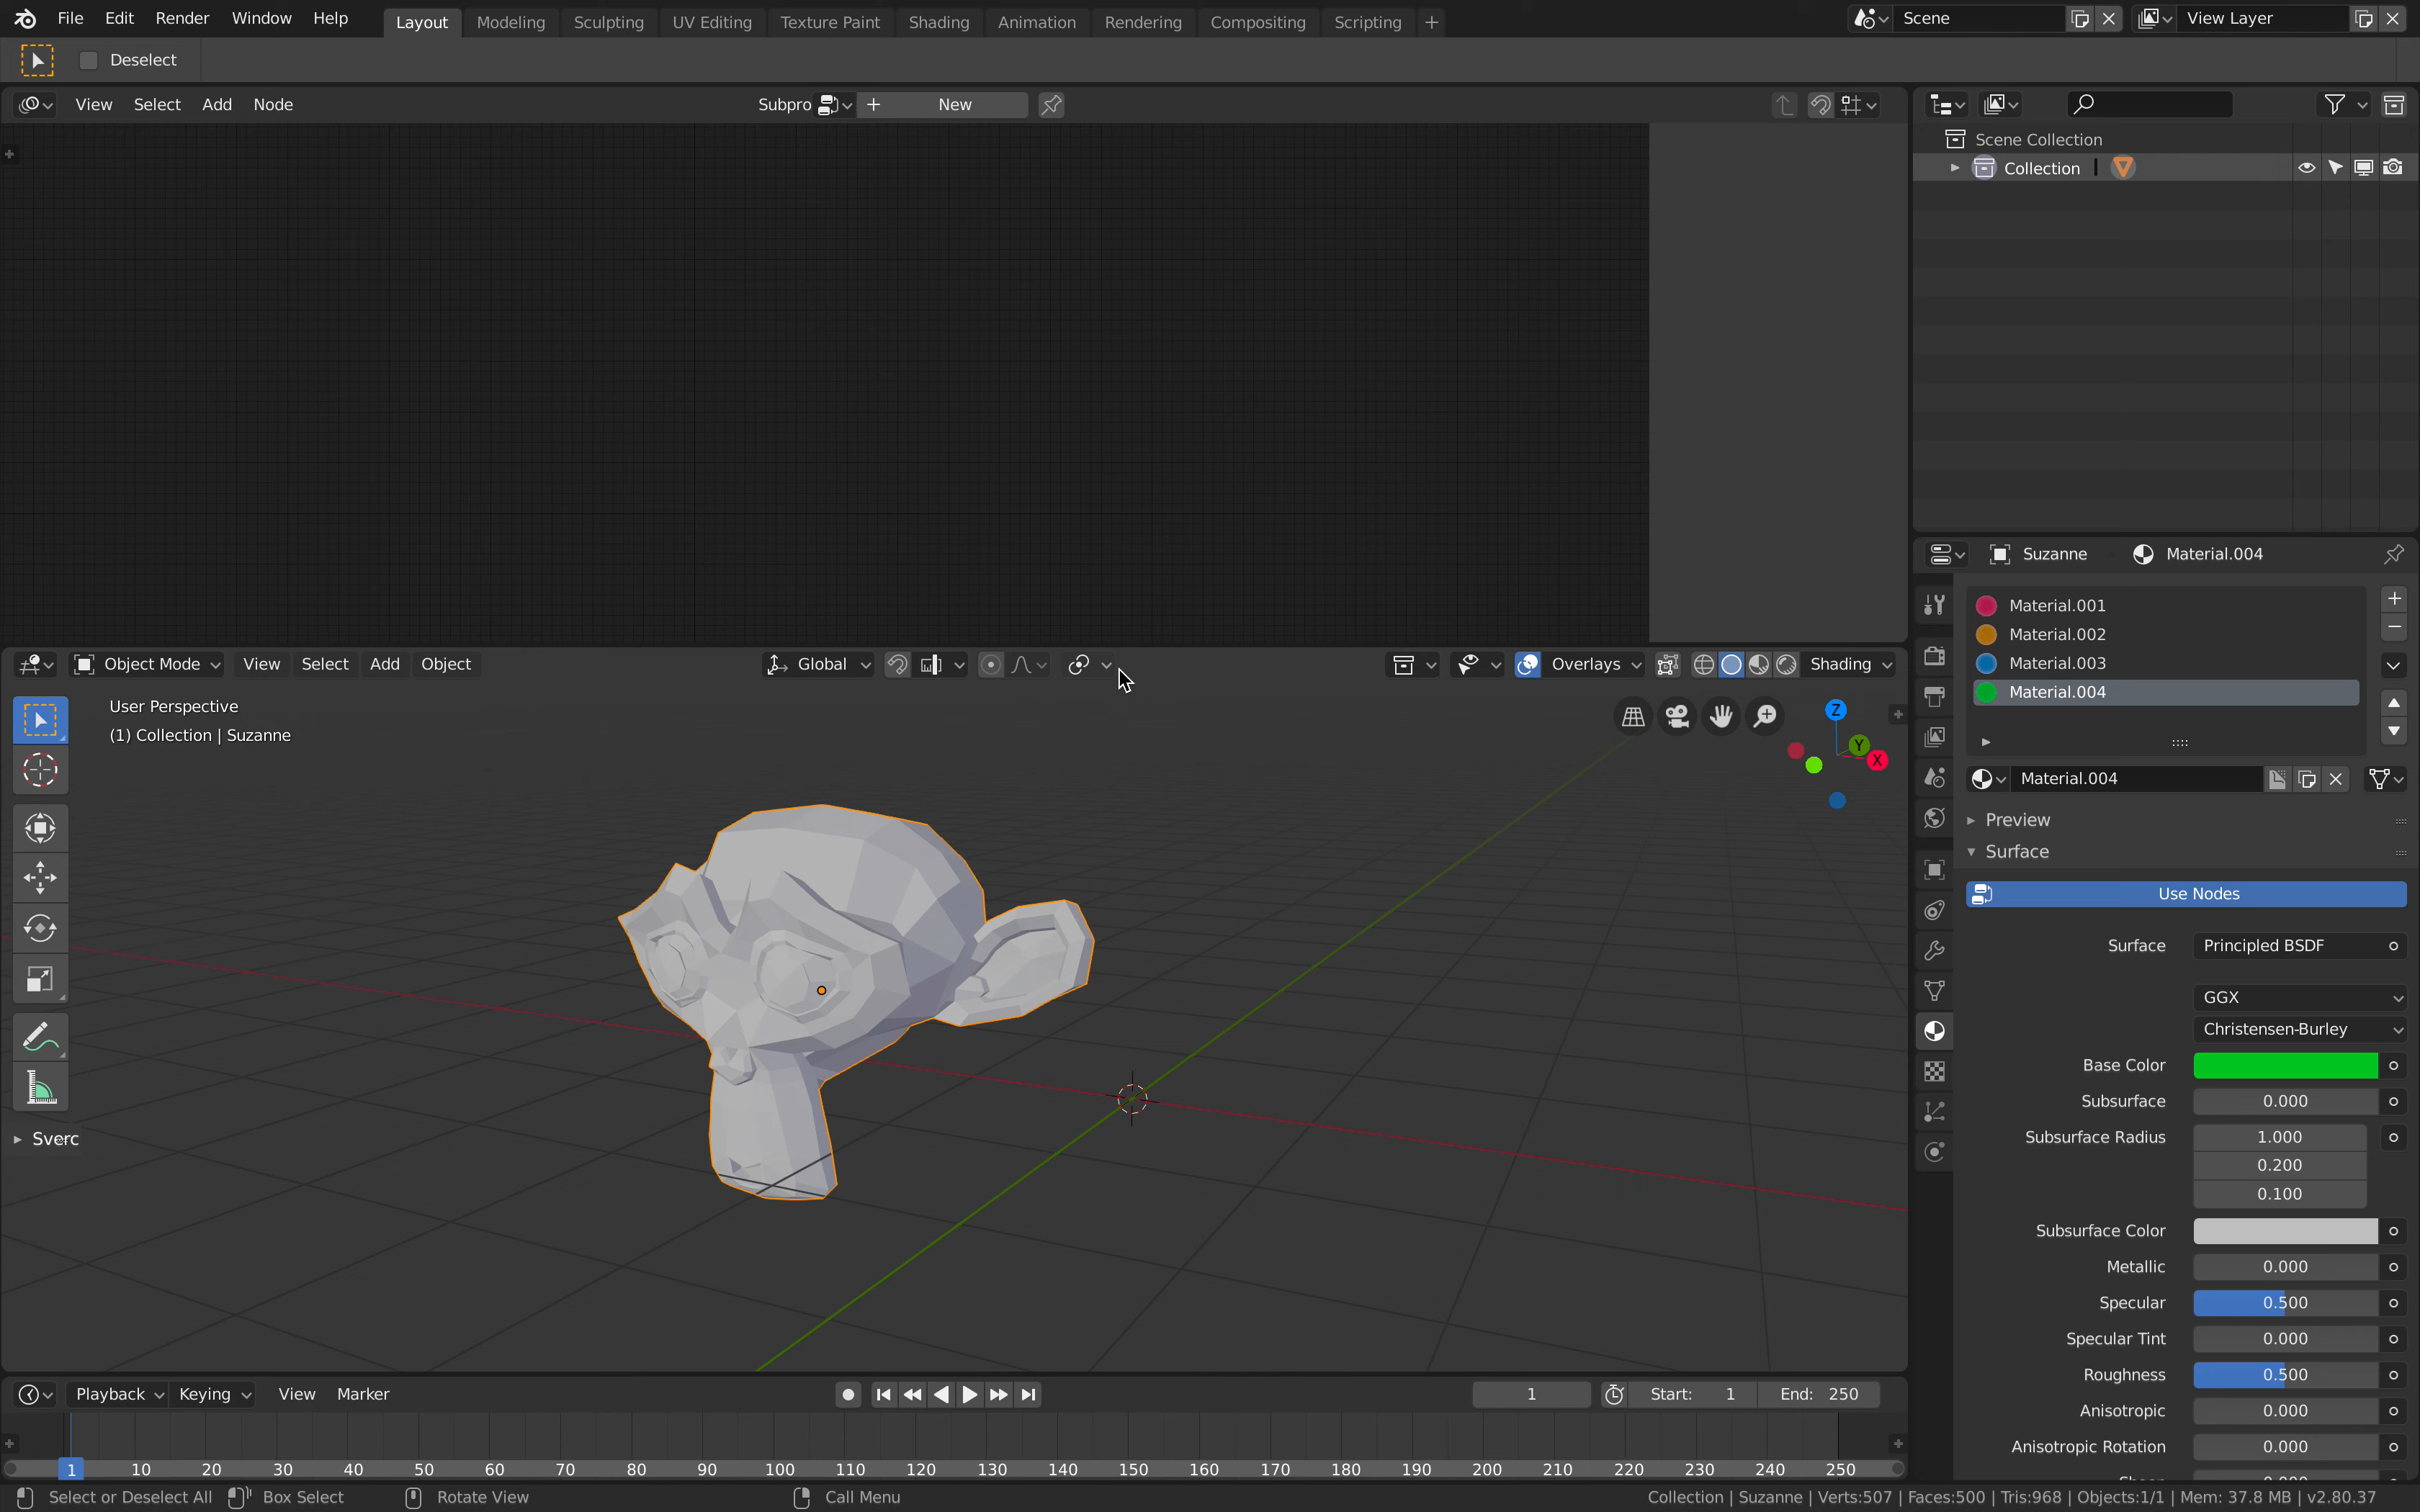 File Edit Render Window Help Layout Modeling Sculpting UV Editing Texture Paint Shading Animation Rendering Compositing Scripting + Scene View Layer
Deselect
View Select Add Node Subpro + New
Scene Collection
Collection
Suzanne Material.004
Material.001
Material.002
Material.003
Material.004
Object Mode View Select Add Object Global Overlays Shading
User Perspective
(1) Collection | Suzanne
Z
Y
X
Material.004
Preview
Surface
Use Nodes
Surface Principled BSDF
GGX
Christensen-Burley
Base Color
Subsurface 0.000
Subsurface Radius 1.000
0.200
0.100
Subsurface Color
Metallic 0.000
Specular 0.500
Specular Tint 0.000
Roughness 0.500
Anisotropic 0.000
Anisotropic Rotation 0.000
Playback Keying View Marker 1 Start: 1 End: 250
1 10 20 30 40 50 60 70 80 90 100 110 120 130 140 150 160 170 180 190 200 210 220 230 240 250
Select or Deselect All Box Select Rotate View Call Menu Collection | Suzanne | Verts:507 | Faces:500 | Tris:968 | Objects:1/1 | Mem: 37.8 MB | v2.80.37